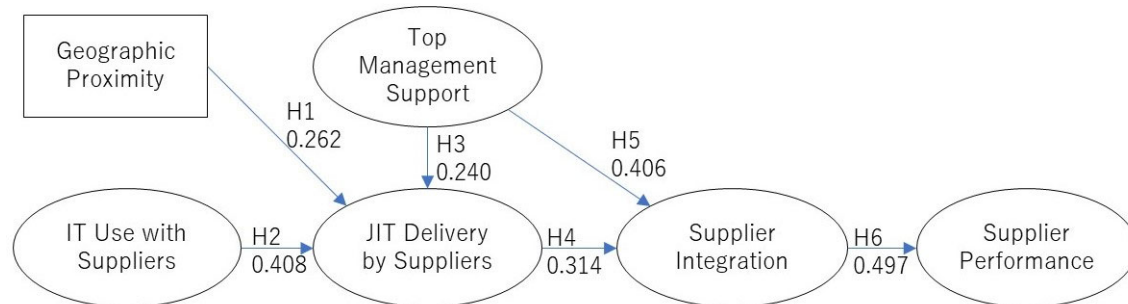 Geographic
Proximity
Top
Management
Support
H1
0.262
H3
0.240
H5
0.406
IT Use with
Suppliers
H2
0.408
JIT Delivery
by Suppliers
H4
0.314
Supplier
Integration
H6
0.497
Supplier
Performance